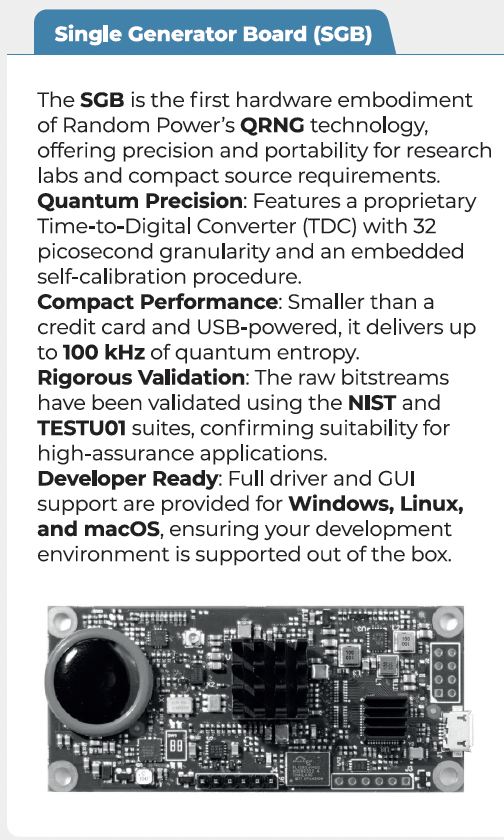 Single Generator Board (SGB)
The SGB is the first hardware embodiment
of Random Power's QRNG technology,
offering precision and portability for research
labs and compact source requirements.
Quantum Precision: Features a proprietary
Time-to-Digital Converter (TDC) with 32
picosecond granularity and an embedded
self-calibration procedure.
Compact Performance: Smaller than a
credit card and USB-powered, it delivers up
to 100 kHz of quantum entropy.
Rigorous Validation: The raw bitstreams
have been validated using the NIST and
TESTU01 suites, confirming suitability for
high-assurance applications.
Developer Ready: Full driver and GUI
support are provided for Windows, Linux,
and macOS, ensuring your development
environment is supported out of the box.